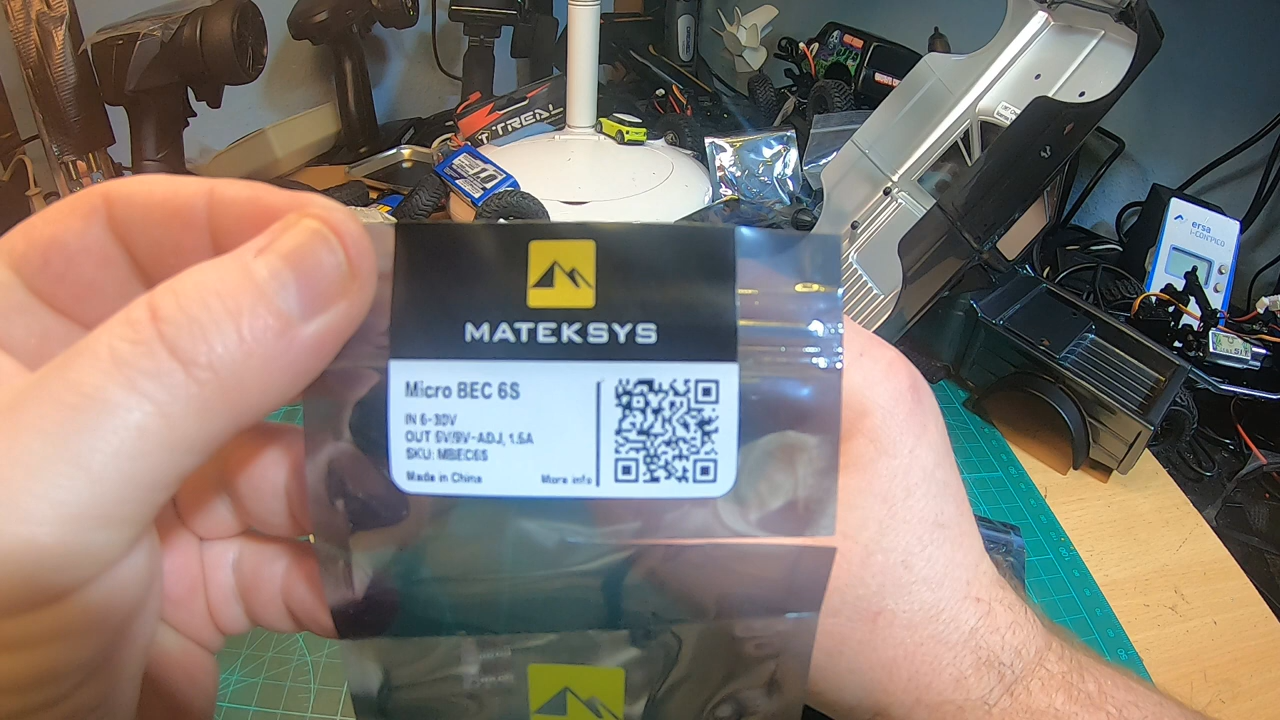 MATEKSYS
Micro BEC 6S
IN 6-30V
OUT 5V/9V-ADJ, 1.5A
SKU: MBEC6S
Made in China
More info
ersa
i-CON PICO